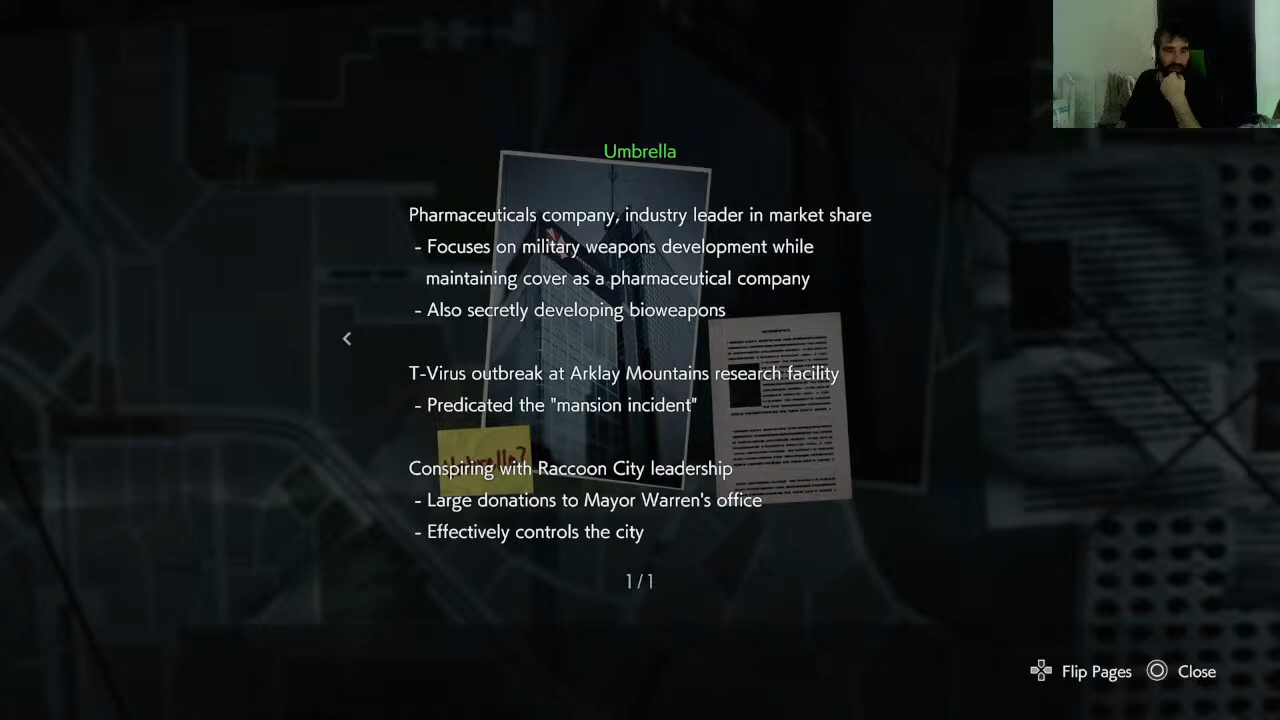 Umbrella
Pharmaceuticals company, industry leader in market share
- Focuses on military weapons development while
maintaining cover as a pharmaceutical company
- Also secretly developing bioweapons
T-Virus outbreak at Arklay Mountains research facility
- Predicated the "mansion incident"
Conspiring with Raccoon City leadership
- Large donations to Mayor Warren's office
- Effectively controls the city
1/1
Flip Pages
Close